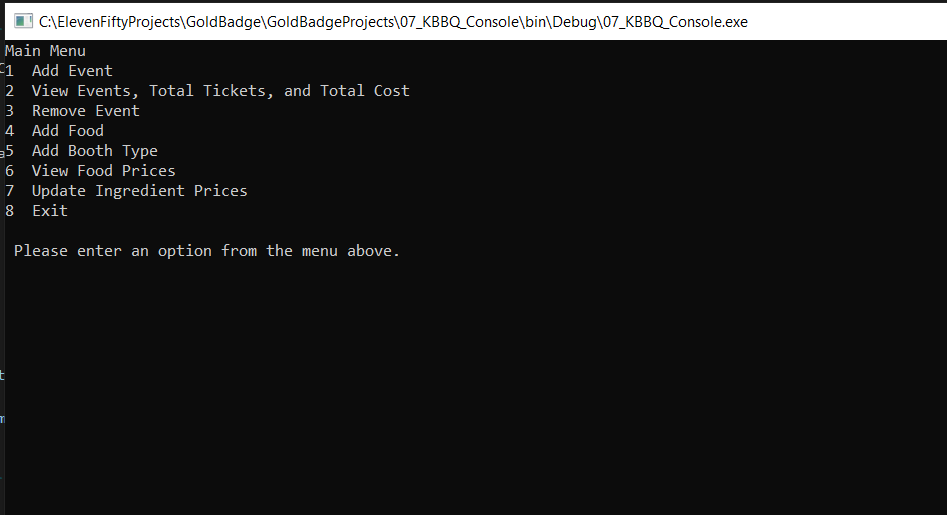 C:\ElevenFiftyProjects\GoldBadge\GoldBadgeProjects\07_KBBQ_Console\bin\Debug\07_KBBQ_Console.exe
Main Menu
1  Add Event
2  View Events, Total Tickets, and Total Cost
3  Remove Event
4  Add Food
5  Add Booth Type
6  View Food Prices
7  Update Ingredient Prices
8  Exit
Please enter an option from the menu above.